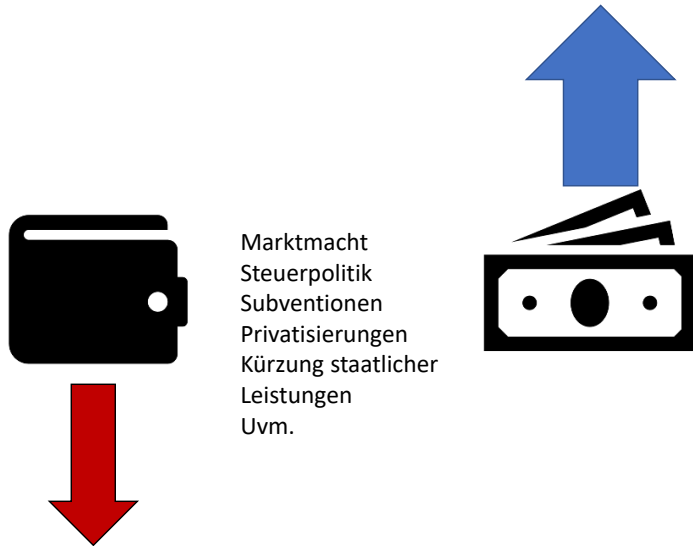 Marktmacht
Steuerpolitik
Subventionen
Privatisierungen
Kürzung staatlicher
Leistungen
Uvm.